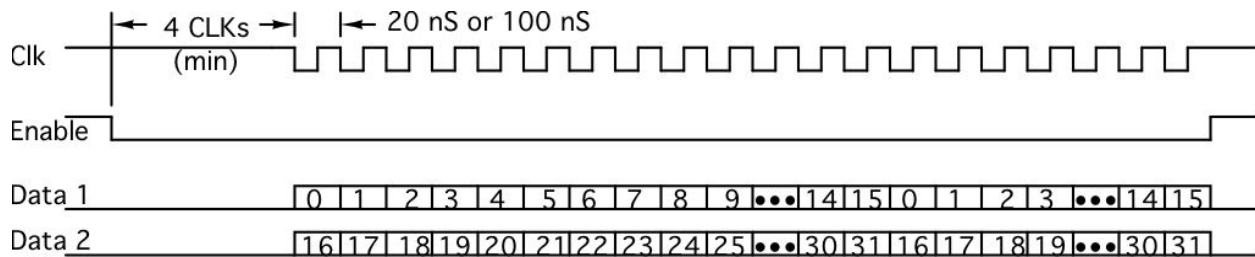 4 CLKs 20 nS or 100 nS
Clk (min)
Enable
Data 1 0 1 2 3 4 5 6 7 8 9 ••• 14 15 0 1 2 3 ••• 14 15
Data 2 16 17 18 19 20 21 22 23 24 25 ••• 30 31 16 17 18 19 ••• 30 31